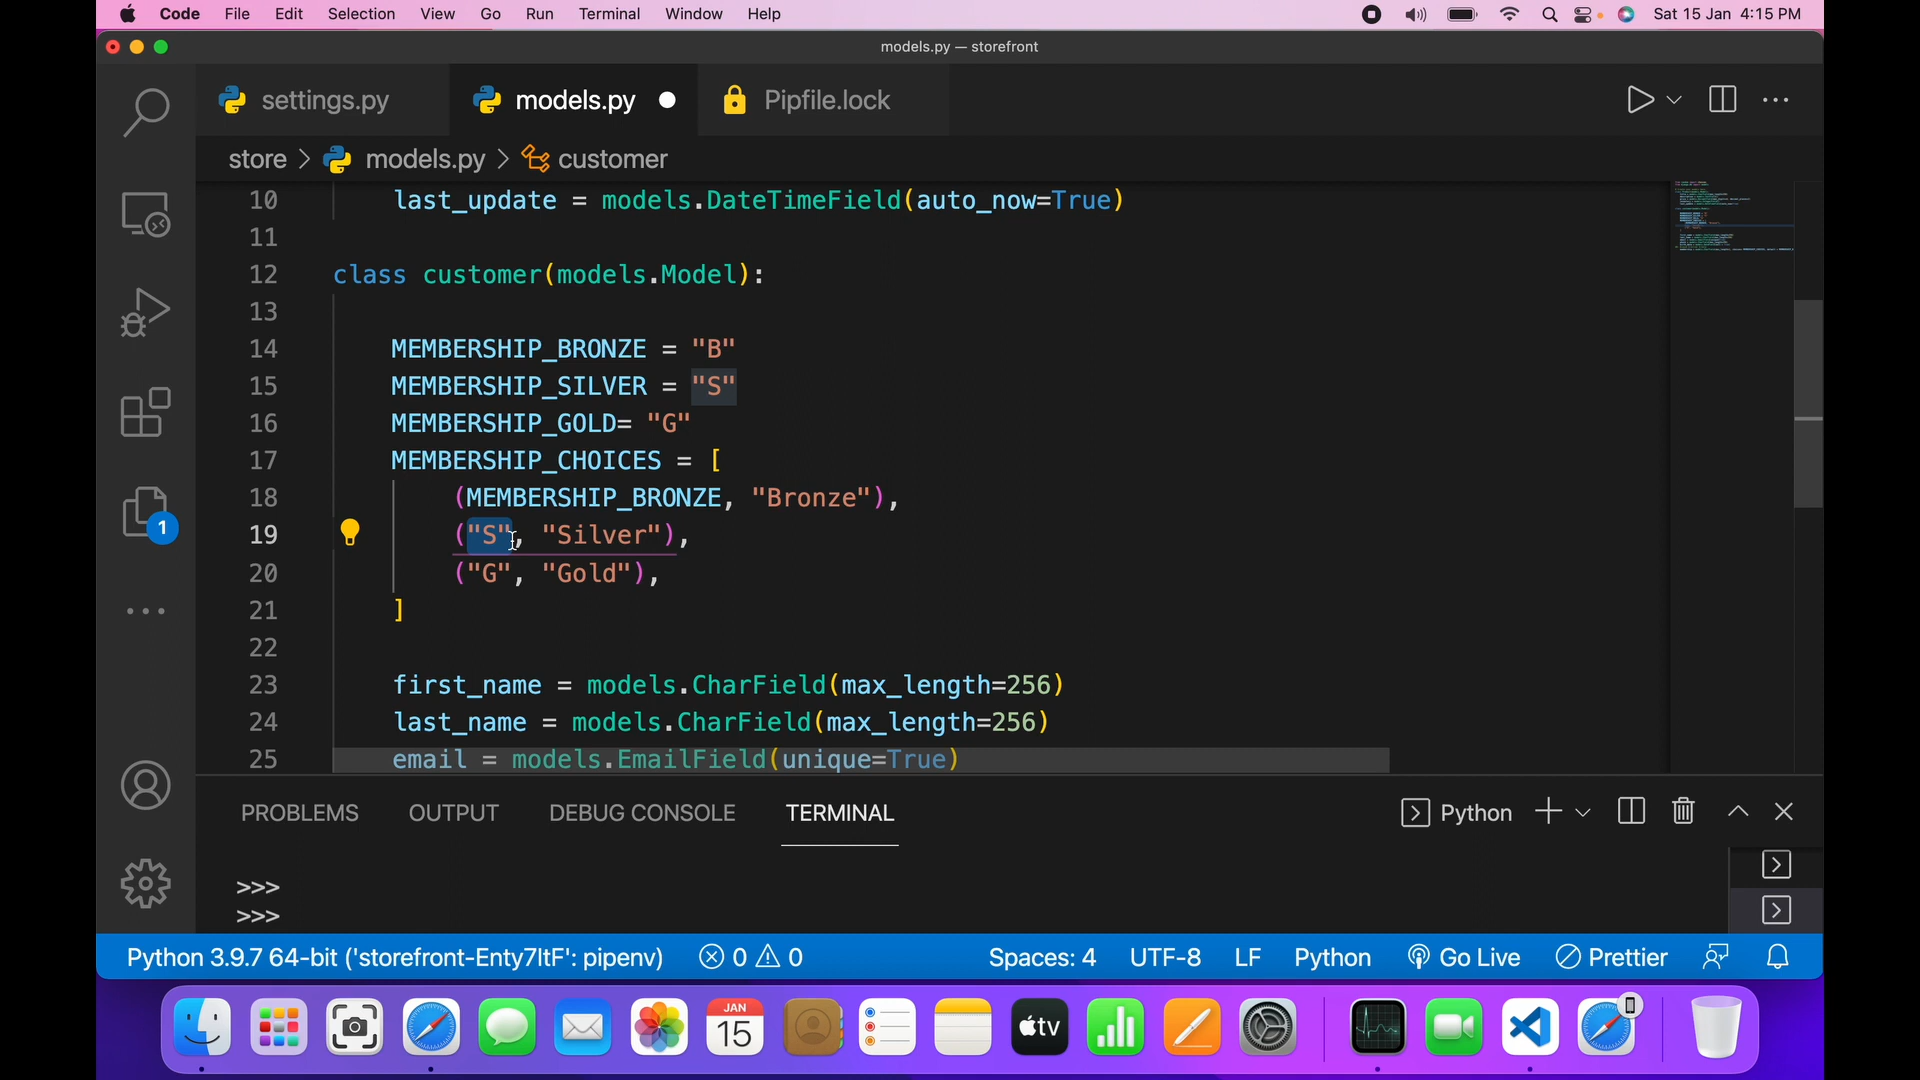 Code File Edit Selection View Go Run Terminal Window Help Sat 15 Jan 4:15 PM
models.py — storefront
settings.py models.py Pipfile.lock
store > models.py > customer
10 last_update = models.DateTimeField(auto_now=True)
11
12 class customer(models.Model):
13
14 MEMBERSHIP_BRONZE = "B"
15 MEMBERSHIP_SILVER = "S"
16 MEMBERSHIP_GOLD= "G"
17 MEMBERSHIP_CHOICES = [
18 (MEMBERSHIP_BRONZE, "Bronze"),
19 ("S", "Silver"),
20 ("G", "Gold"),
21 ]
22
23 first_name = models.CharField(max_length=256)
24 last_name = models.CharField(max_length=256)
25 email = models.EmailField(unique=True)
1
PROBLEMS OUTPUT DEBUG CONSOLE TERMINAL Python
>>>
>>>
Python 3.9.7 64-bit ('storefront-Enty7ltF': pipenv) 0 0 Spaces: 4 UTF-8 LF Python Go Live Prettier
JAN
15
tv